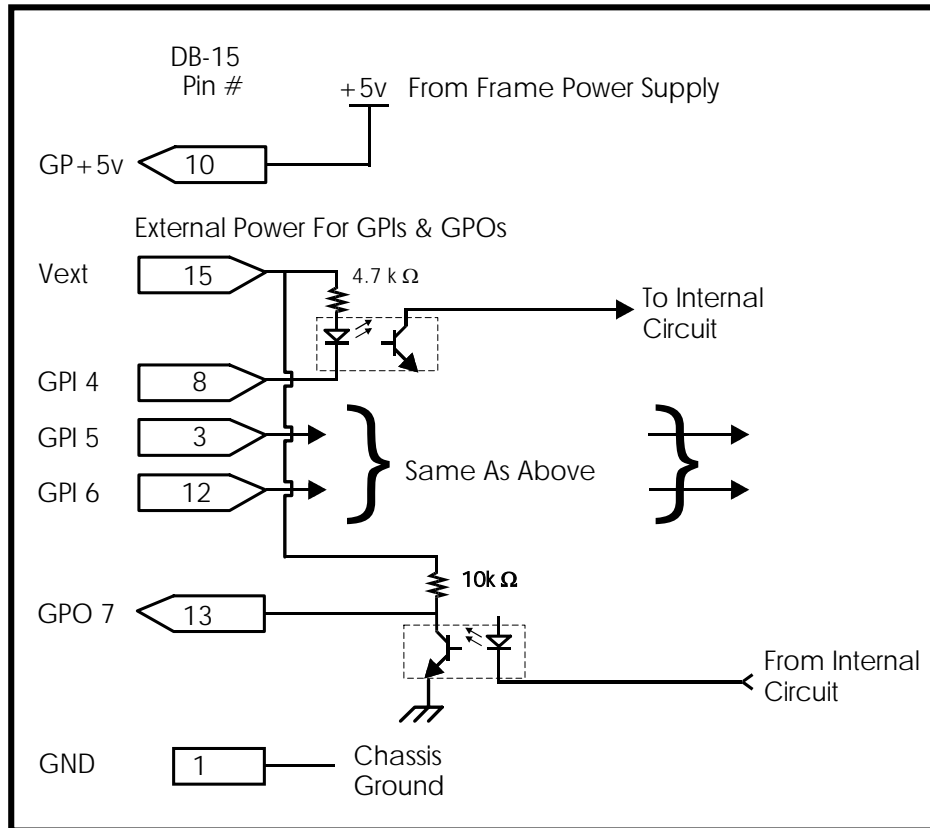 DB-15
Pin #
+5v From Frame Power Supply
GP+5v 10
External Power For GPIs & GPOs
Vext 15
4.7 k Ω
To Internal
Circuit
GPI 4 8
GPI 5 3
Same As Above
GPI 6 12
10k Ω
GPO 7 13
From Internal
Circuit
GND 1
Chassis
Ground